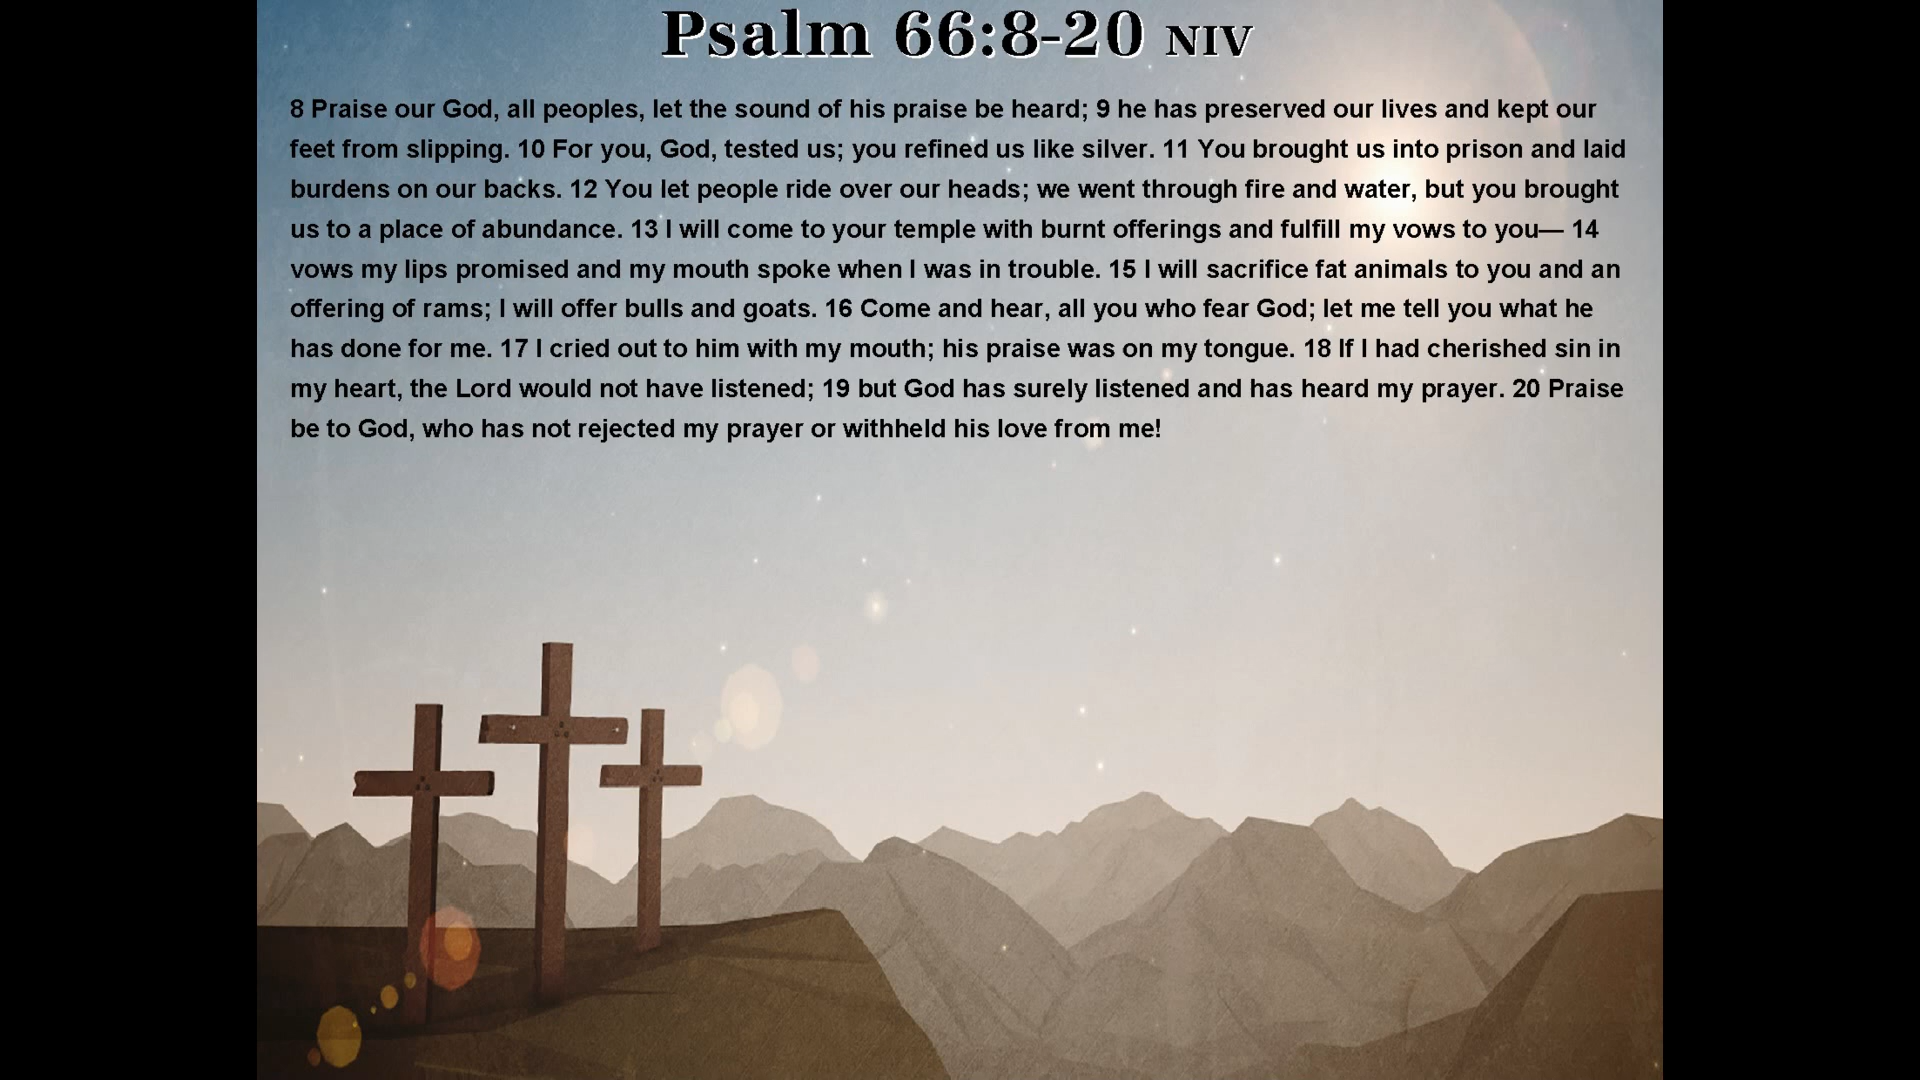 Psalm 66:8-20 NIV
8 Praise our God, all peoples, let the sound of his praise be heard; 9 he has preserved our lives and kept our
feet from slipping. 10 For you, God, tested us; you refined us like silver. 11 You brought us into prison and laid
burdens on our backs. 12 You let people ride over our heads; we went through fire and water, but you brought
us to a place of abundance. 13 I will come to your temple with burnt offerings and fulfill my vows to you— 14
vows my lips promised and my mouth spoke when I was in trouble. 15 I will sacrifice fat animals to you and an
offering of rams; I will offer bulls and goats. 16 Come and hear, all you who fear God; let me tell you what he
has done for me. 17 I cried out to him with my mouth; his praise was on my tongue. 18 If I had cherished sin in
my heart, the Lord would not have listened; 19 but God has surely listened and has heard my prayer. 20 Praise
be to God, who has not rejected my prayer or withheld his love from me!